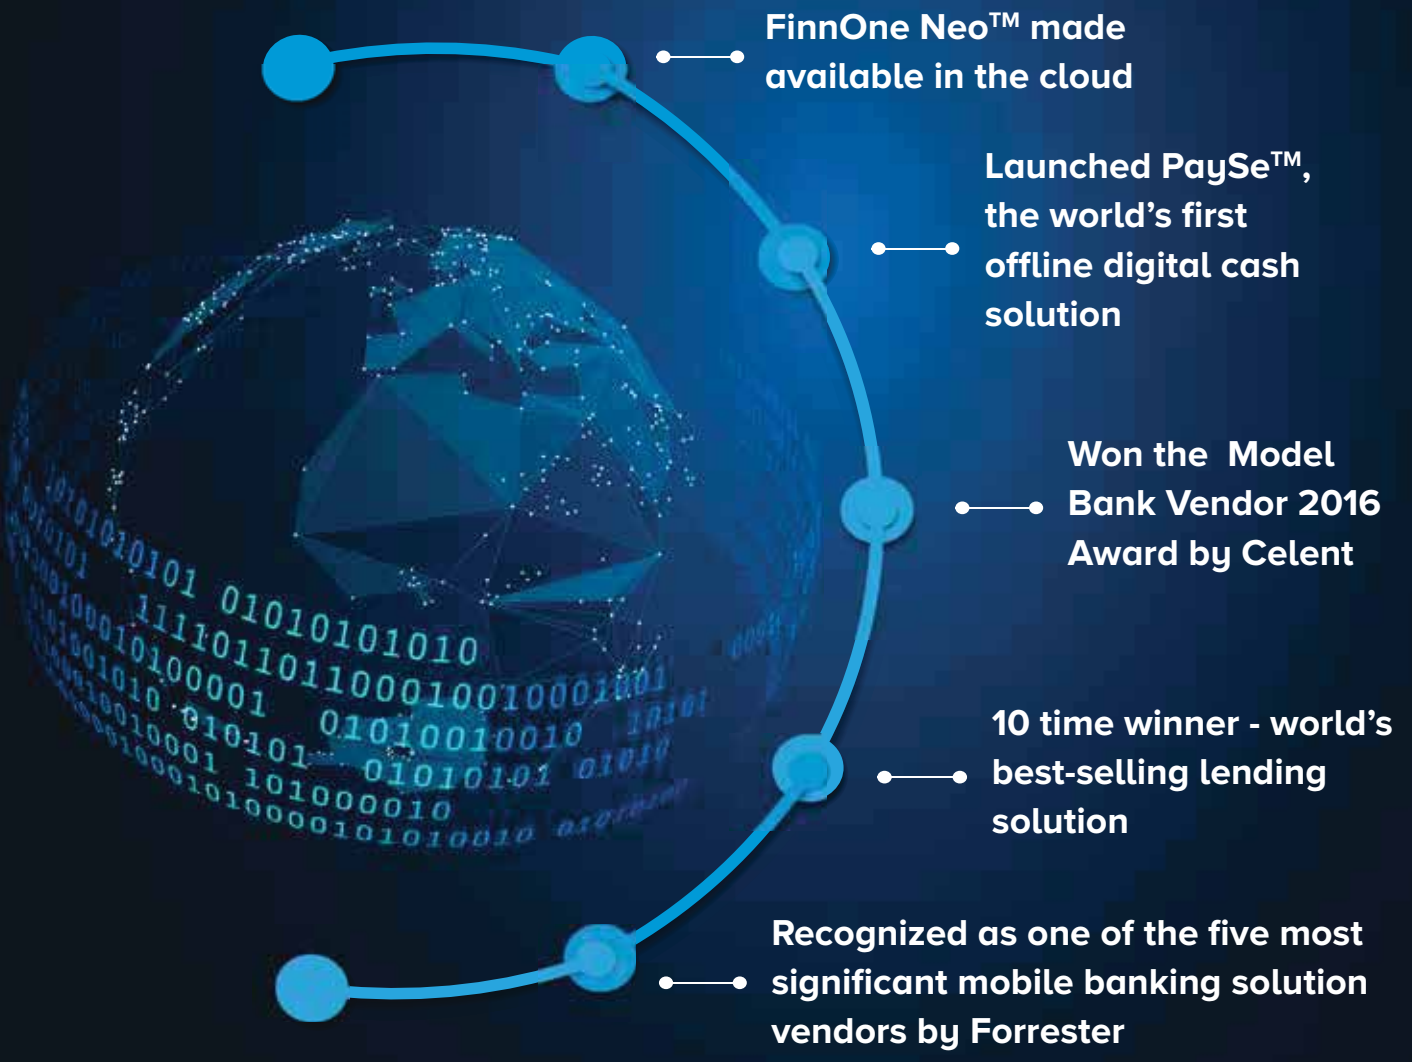 FinnOne Neo™ made
available in the cloud
Launched PaySe™,
the world’s first
offline digital cash
solution
Won the Model
Bank Vendor 2016
Award by Celent
10 time winner - world’s
best-selling lending
solution
Recognized as one of the five most
significant mobile banking solution
vendors by Forrester